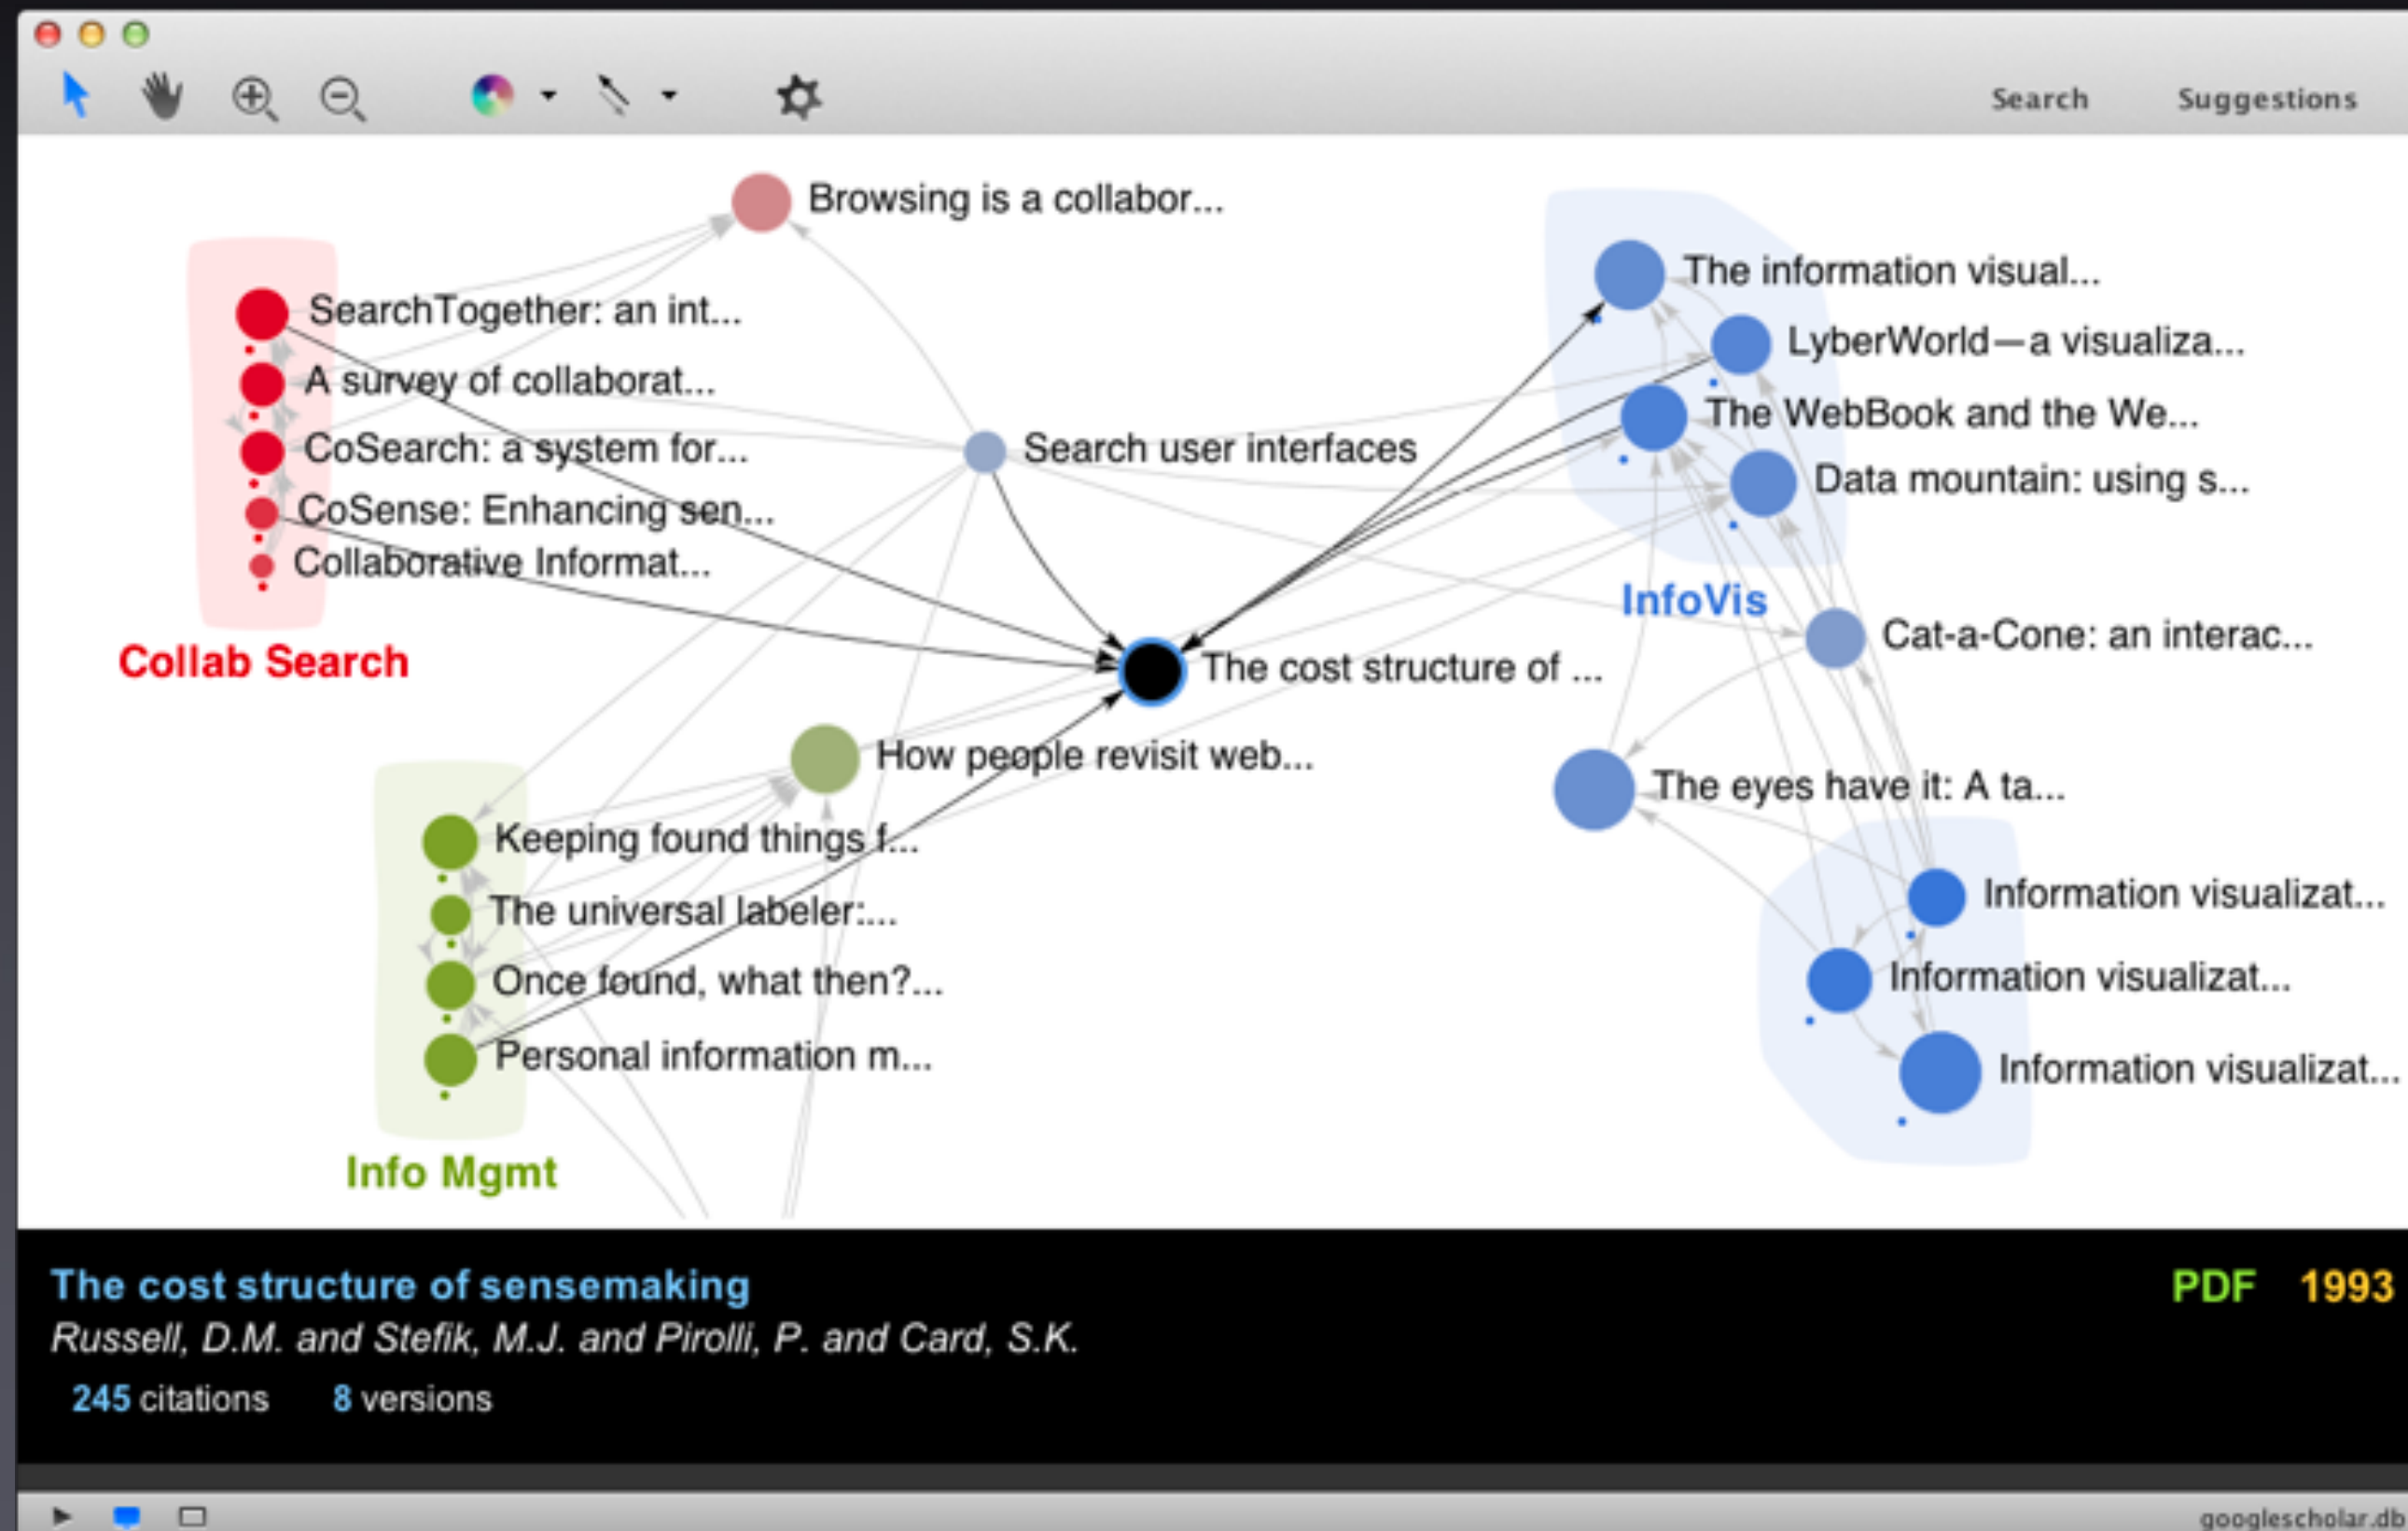 Search Suggestions
Browsing is a collabor...
The information visual...
SearchTogether: an int...
LyberWorld—a visualiza...
A survey of collaborat...
The WebBook and the We...
CoSearch: a system for...
Search user interfaces
Data mountain: using s...
CoSense: Enhancing sen...
Collaborative Informat...
InfoVis
Cat-a-Cone: an interac...
Collab Search
The cost structure of ...
How people revisit web...
The eyes have it: A ta...
Keeping found things f...
Information visualizat...
The universal labeler:...
Once found, what then?...
Information visualizat...
Personal information m...
Information visualizat...
Info Mgmt
The cost structure of sensemaking
PDF 1993
Russell, D.M. and Stefik, M.J. and Pirolli, P. and Card, S.K.
245 citations 8 versions
googlescholar.db